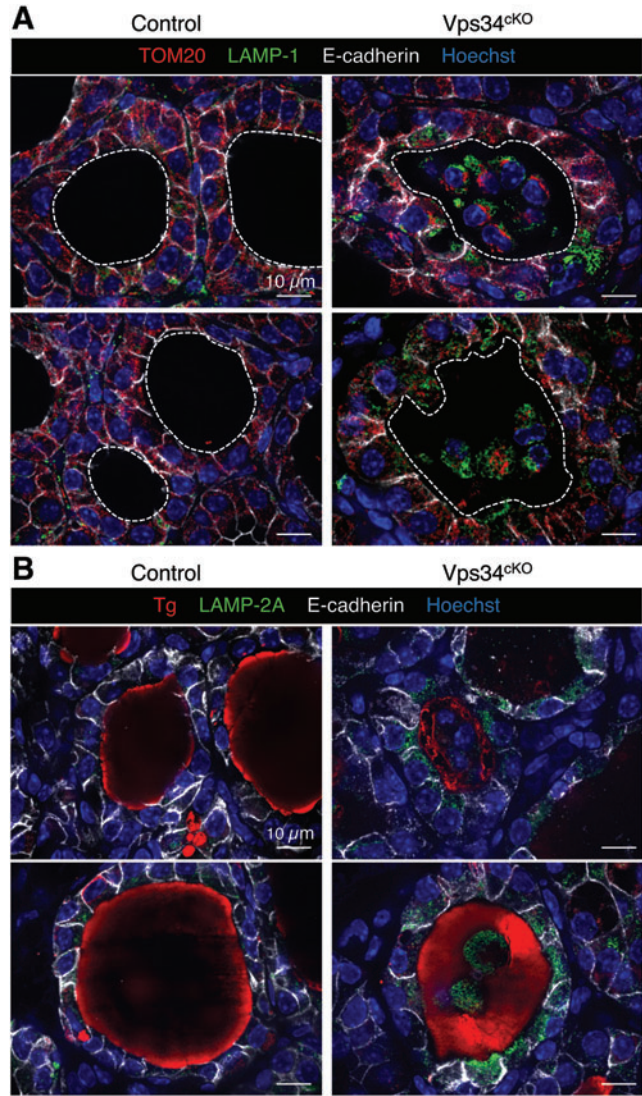 A
Control Vps34cKO
TOM20 LAMP-1 E-cadherin Hoechst
10 µm
B
Control Vps34cKO
Tg LAMP-2A E-cadherin Hoechst
10 µm